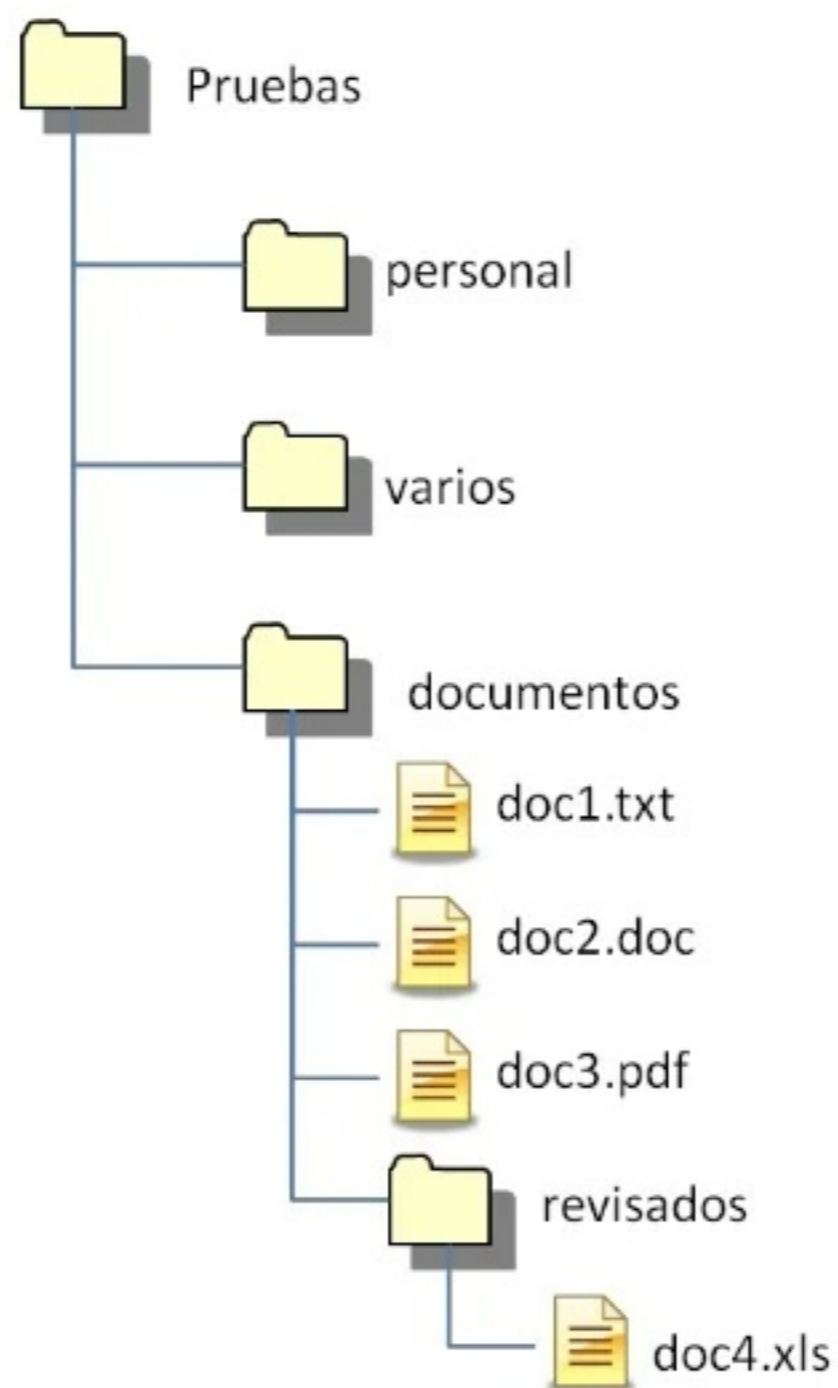 Pruebas
personal
varios
documentos
doc1.txt
doc2.doc
doc3.pdf
revisados
doc4.xls